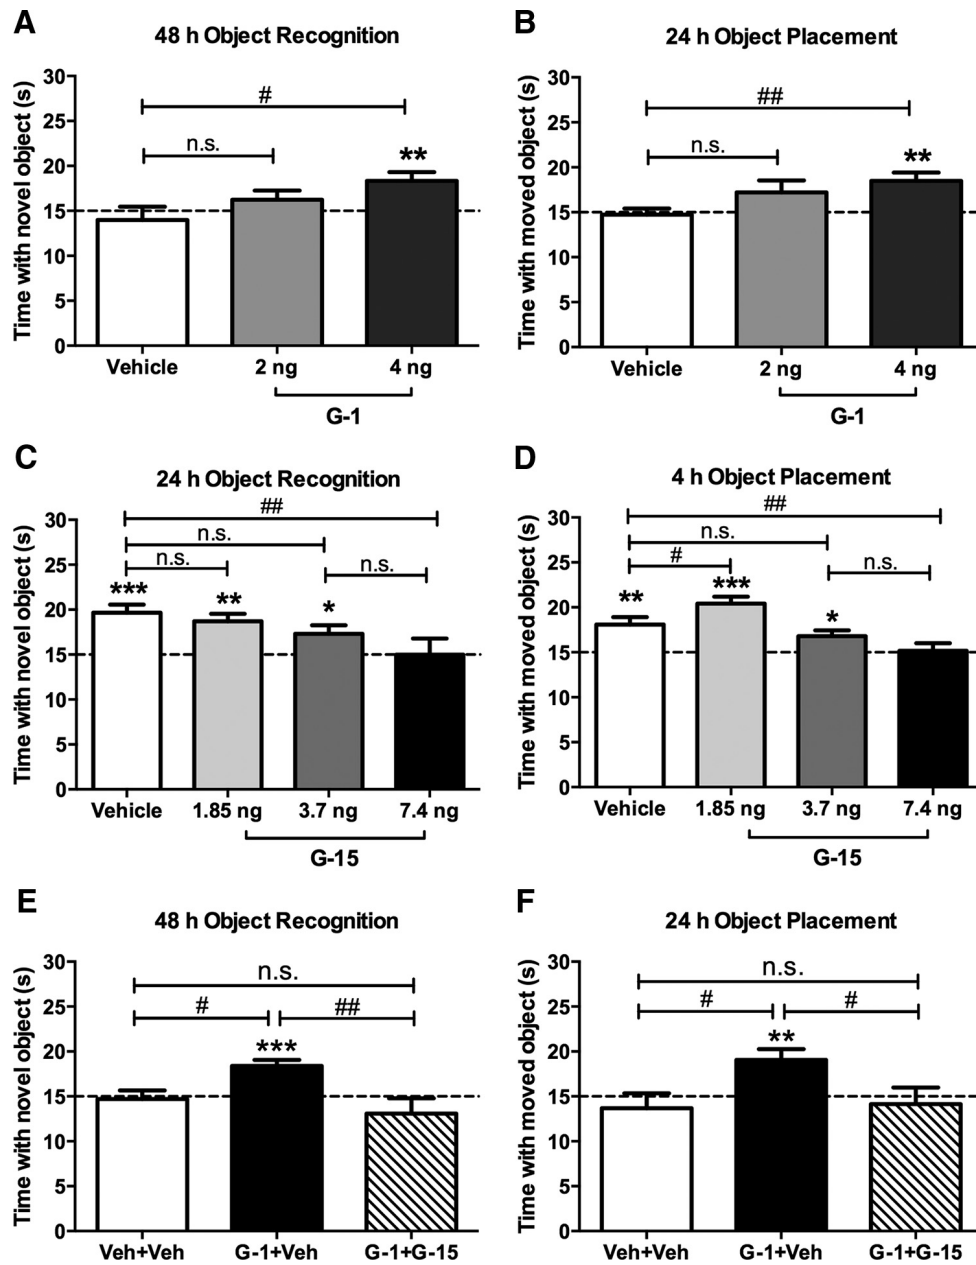 A
48 h Object Recognition
Time with novel object (s)
30
25
20
15
10
5
0
#
n.s.
**
Vehicle
2 ng
4 ng
G-1
B
24 h Object Placement
Time with moved object (s)
30
25
20
15
10
5
0
##
n.s.
**
Vehicle
2 ng
4 ng
G-1
C
24 h Object Recognition
Time with novel object (s)
30
25
20
15
10
5
0
##
n.s.
n.s.
n.s.
***
**
*
Vehicle
1.85 ng
3.7 ng
7.4 ng
G-15
D
4 h Object Placement
Time with moved object (s)
30
25
20
15
10
5
0
##
n.s.
#
n.s.
**
***
*
Vehicle
1.85 ng
3.7 ng
7.4 ng
G-15
E
48 h Object Recognition
Time with novel object (s)
30
25
20
15
10
5
0
n.s.
#
##
***
Veh+Veh
G-1+Veh
G-1+G-15
F
24 h Object Placement
Time with moved object (s)
30
25
20
15
10
5
0
n.s.
#
#
**
Veh+Veh
G-1+Veh
G-1+G-15